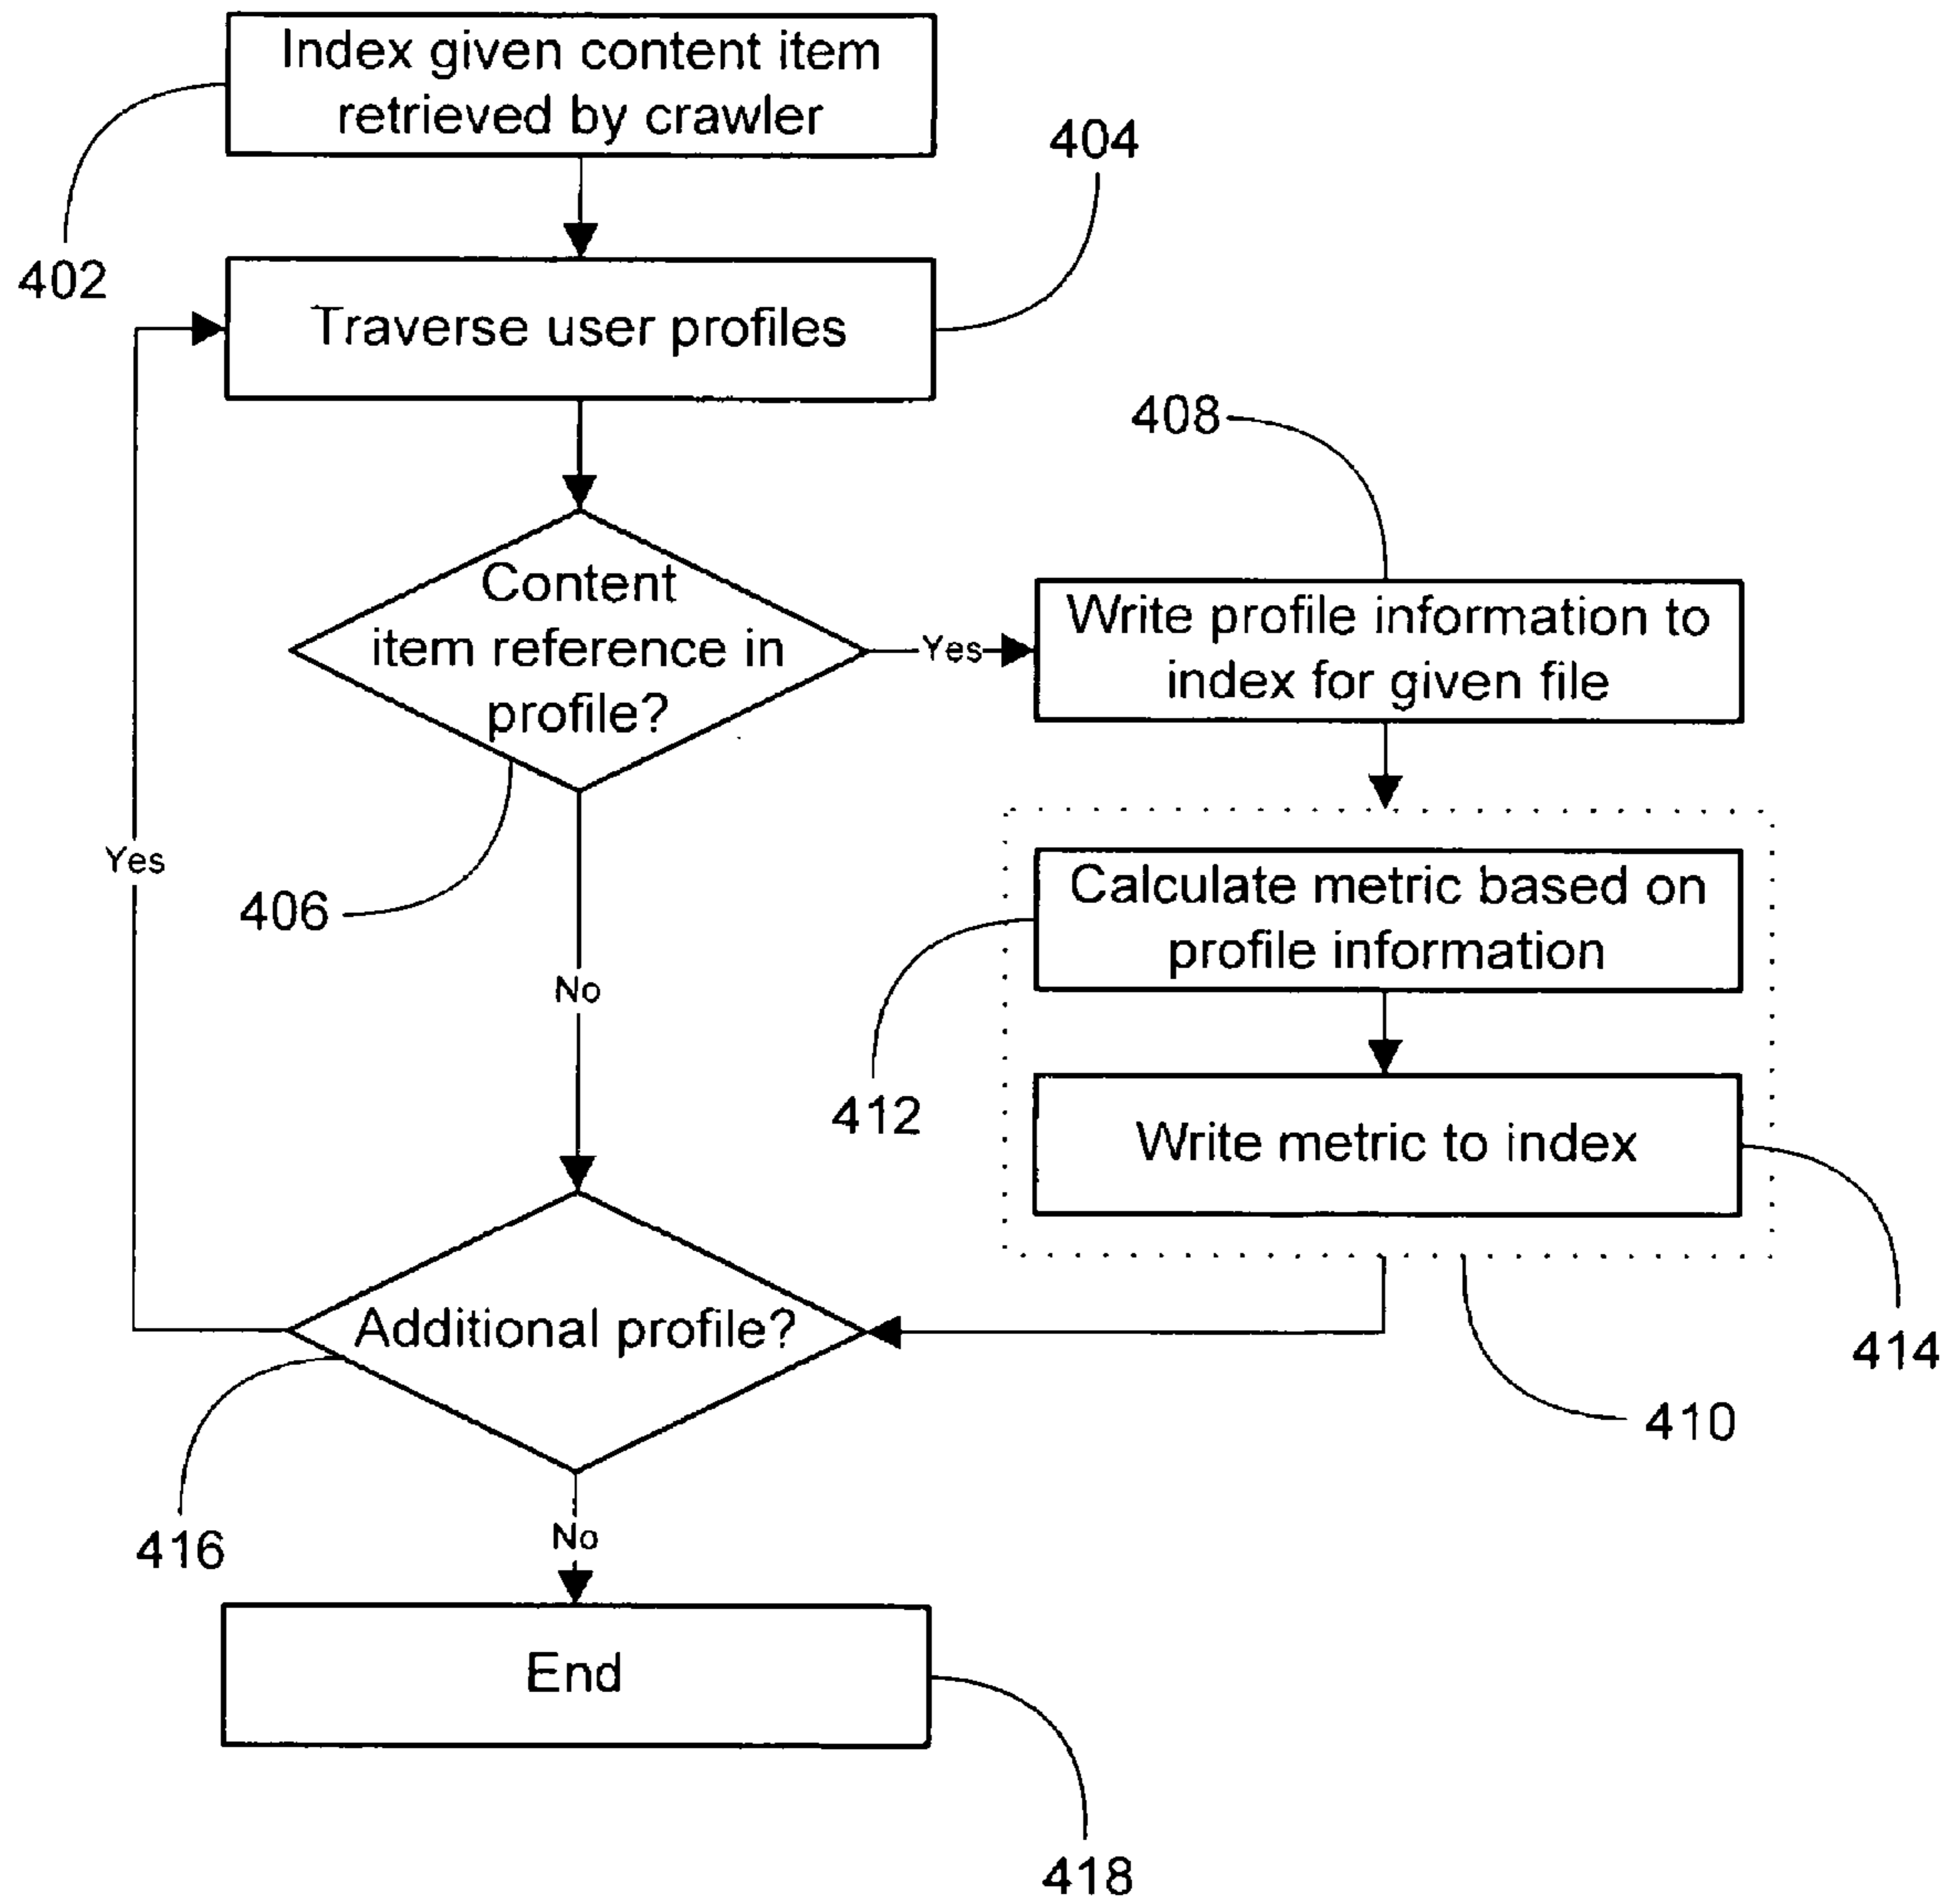 Index given content item
retrieved by crawler
402
404
Traverse user profiles
408
Content
item reference in
profile?
Yes
Write profile information to
index for given file
Yes
406
No
Calculate metric based on
profile information
412
Write metric to index
414
410
Additional profile?
416
No
End
418